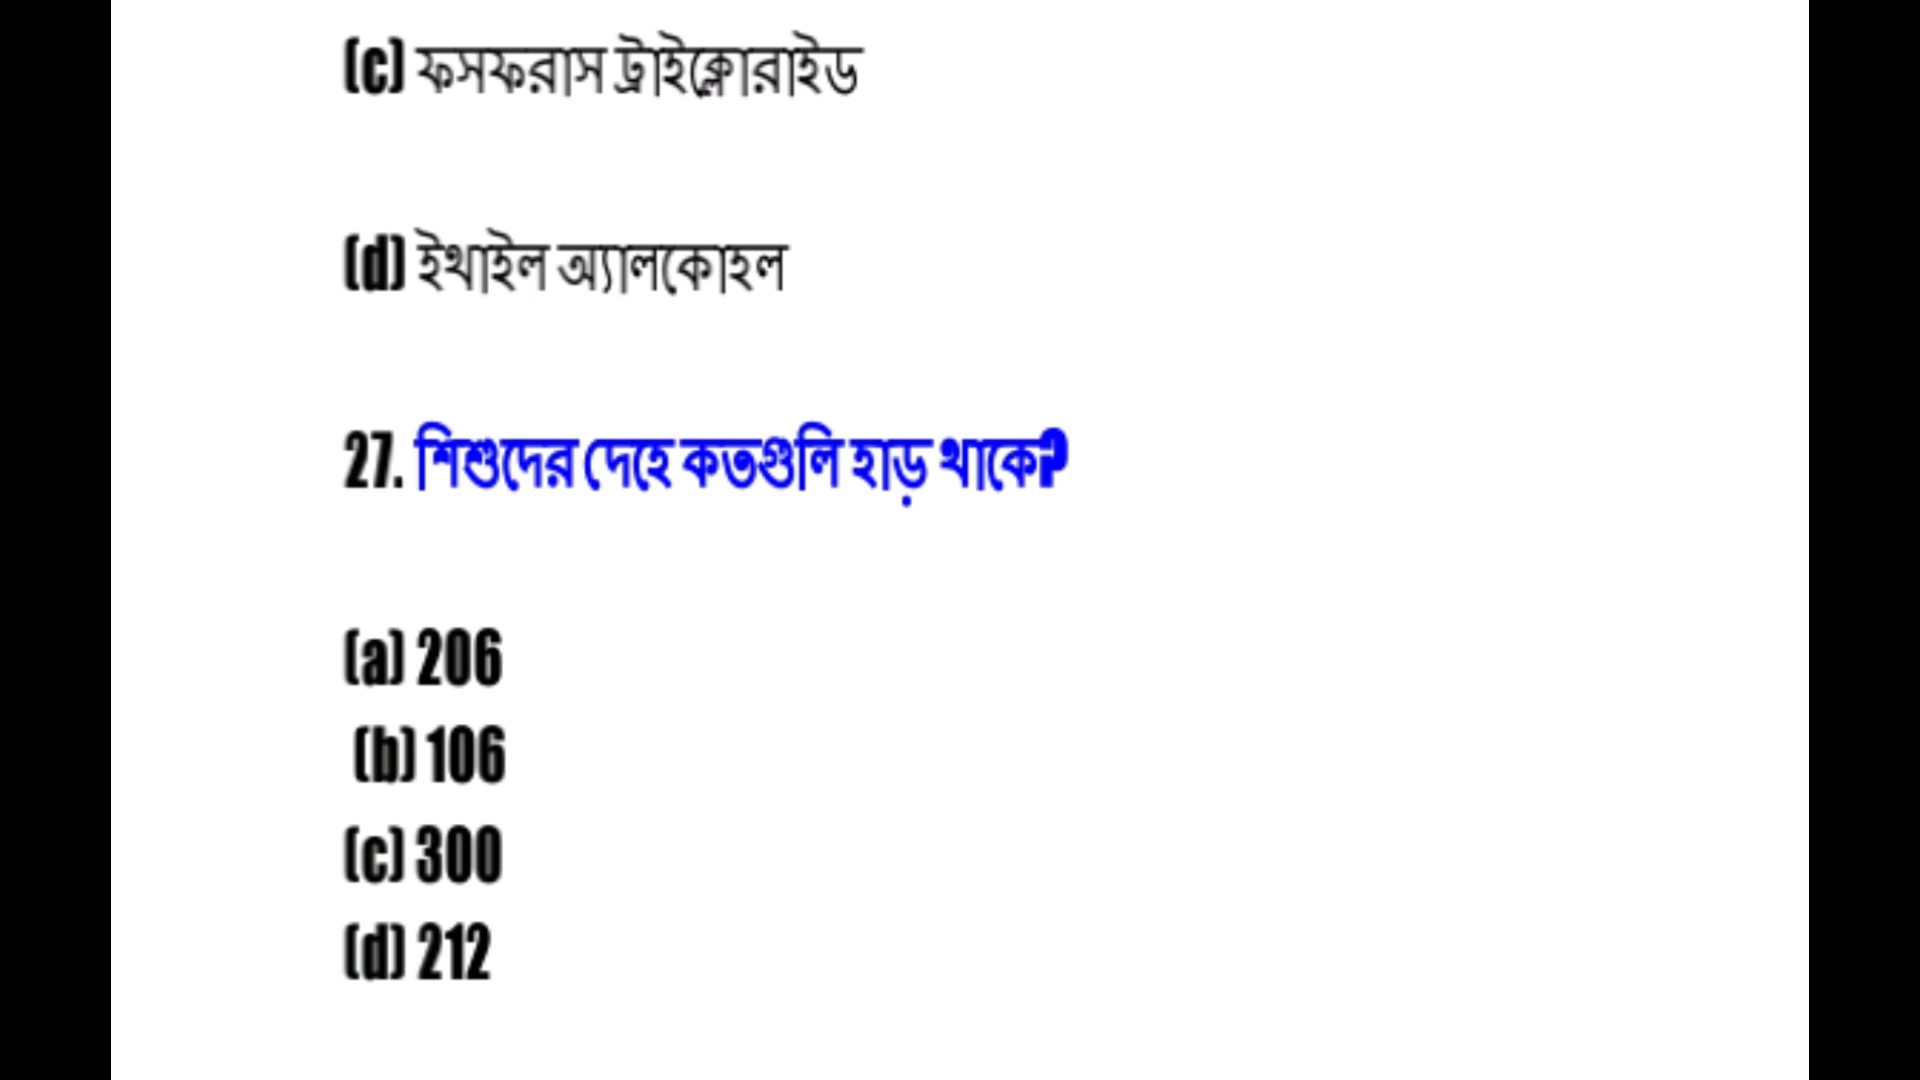 (c) ফসফরাস ট্রাইক্লোরাইড
(d) ইথাইল অ্যালকোহল
27. শিশুদের দেহে কতগুলি হাড় থাকে?
(a) 206
(b) 106
(c) 300
(d) 212